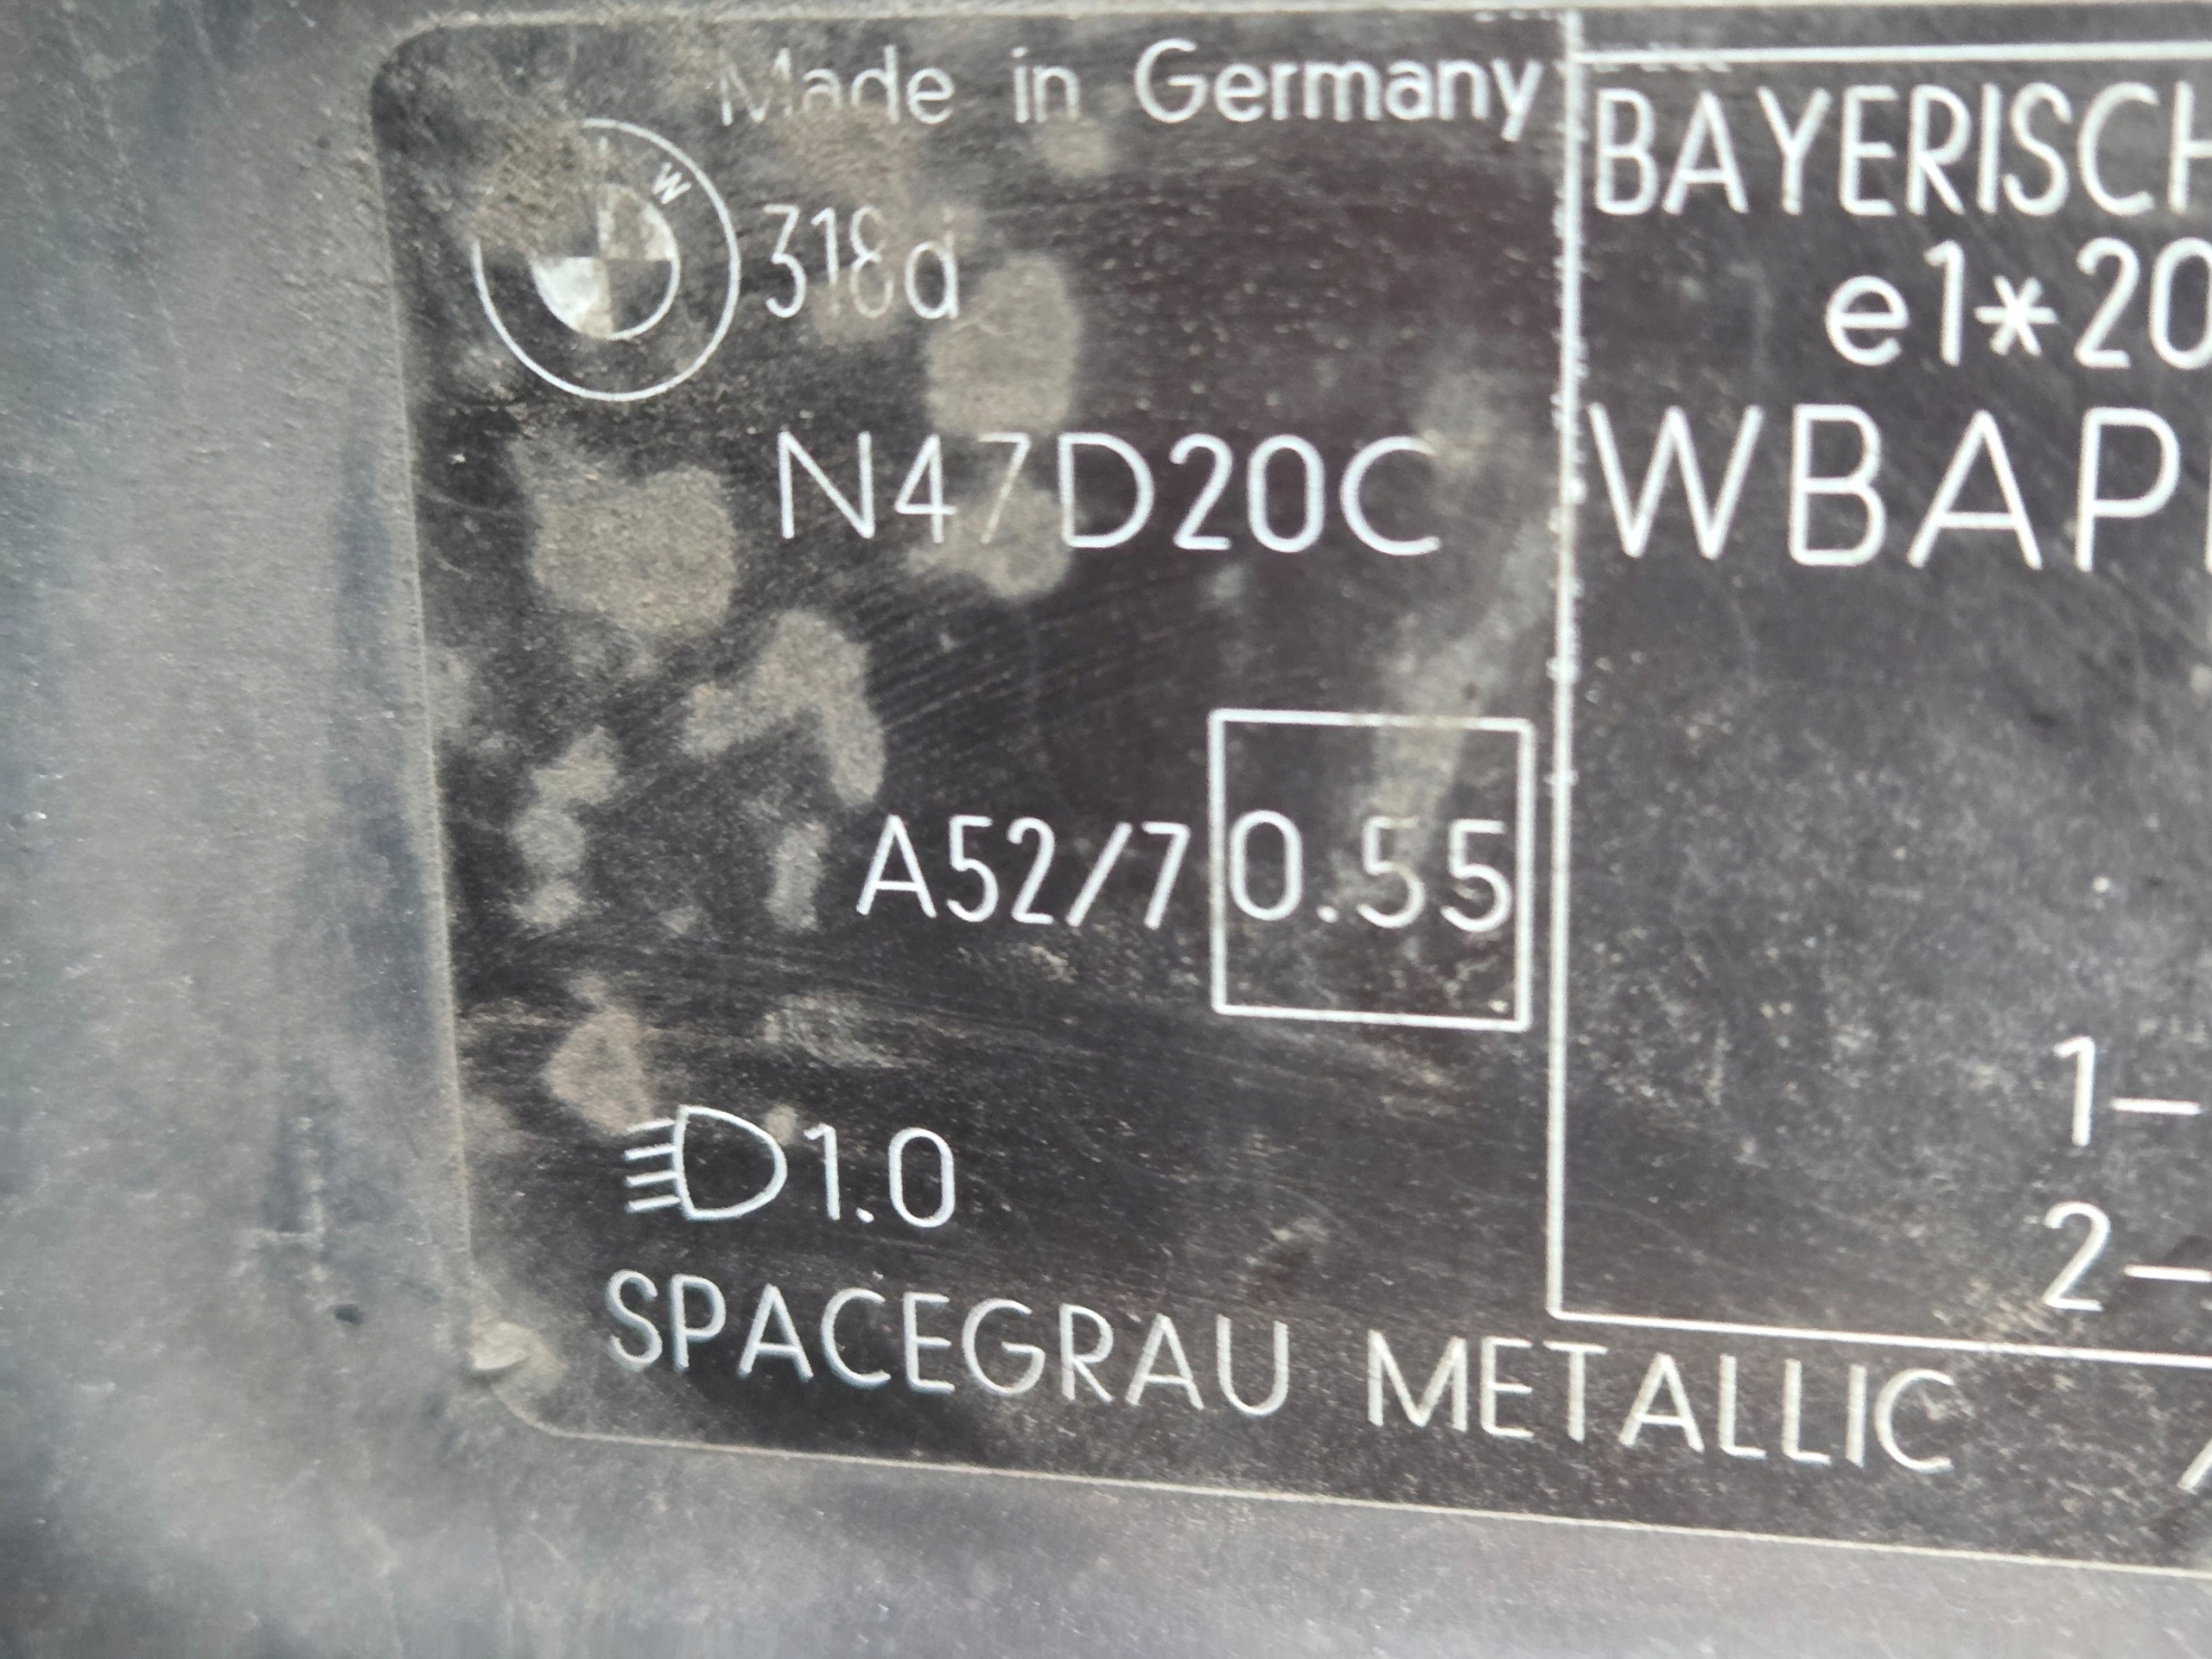 Made in Germany
W
318d
N47D20C
A52/7 0.55
1.0
SPACEGRAU METALLIC
BAYERISCH
e1*20
WBAP
1-
2-